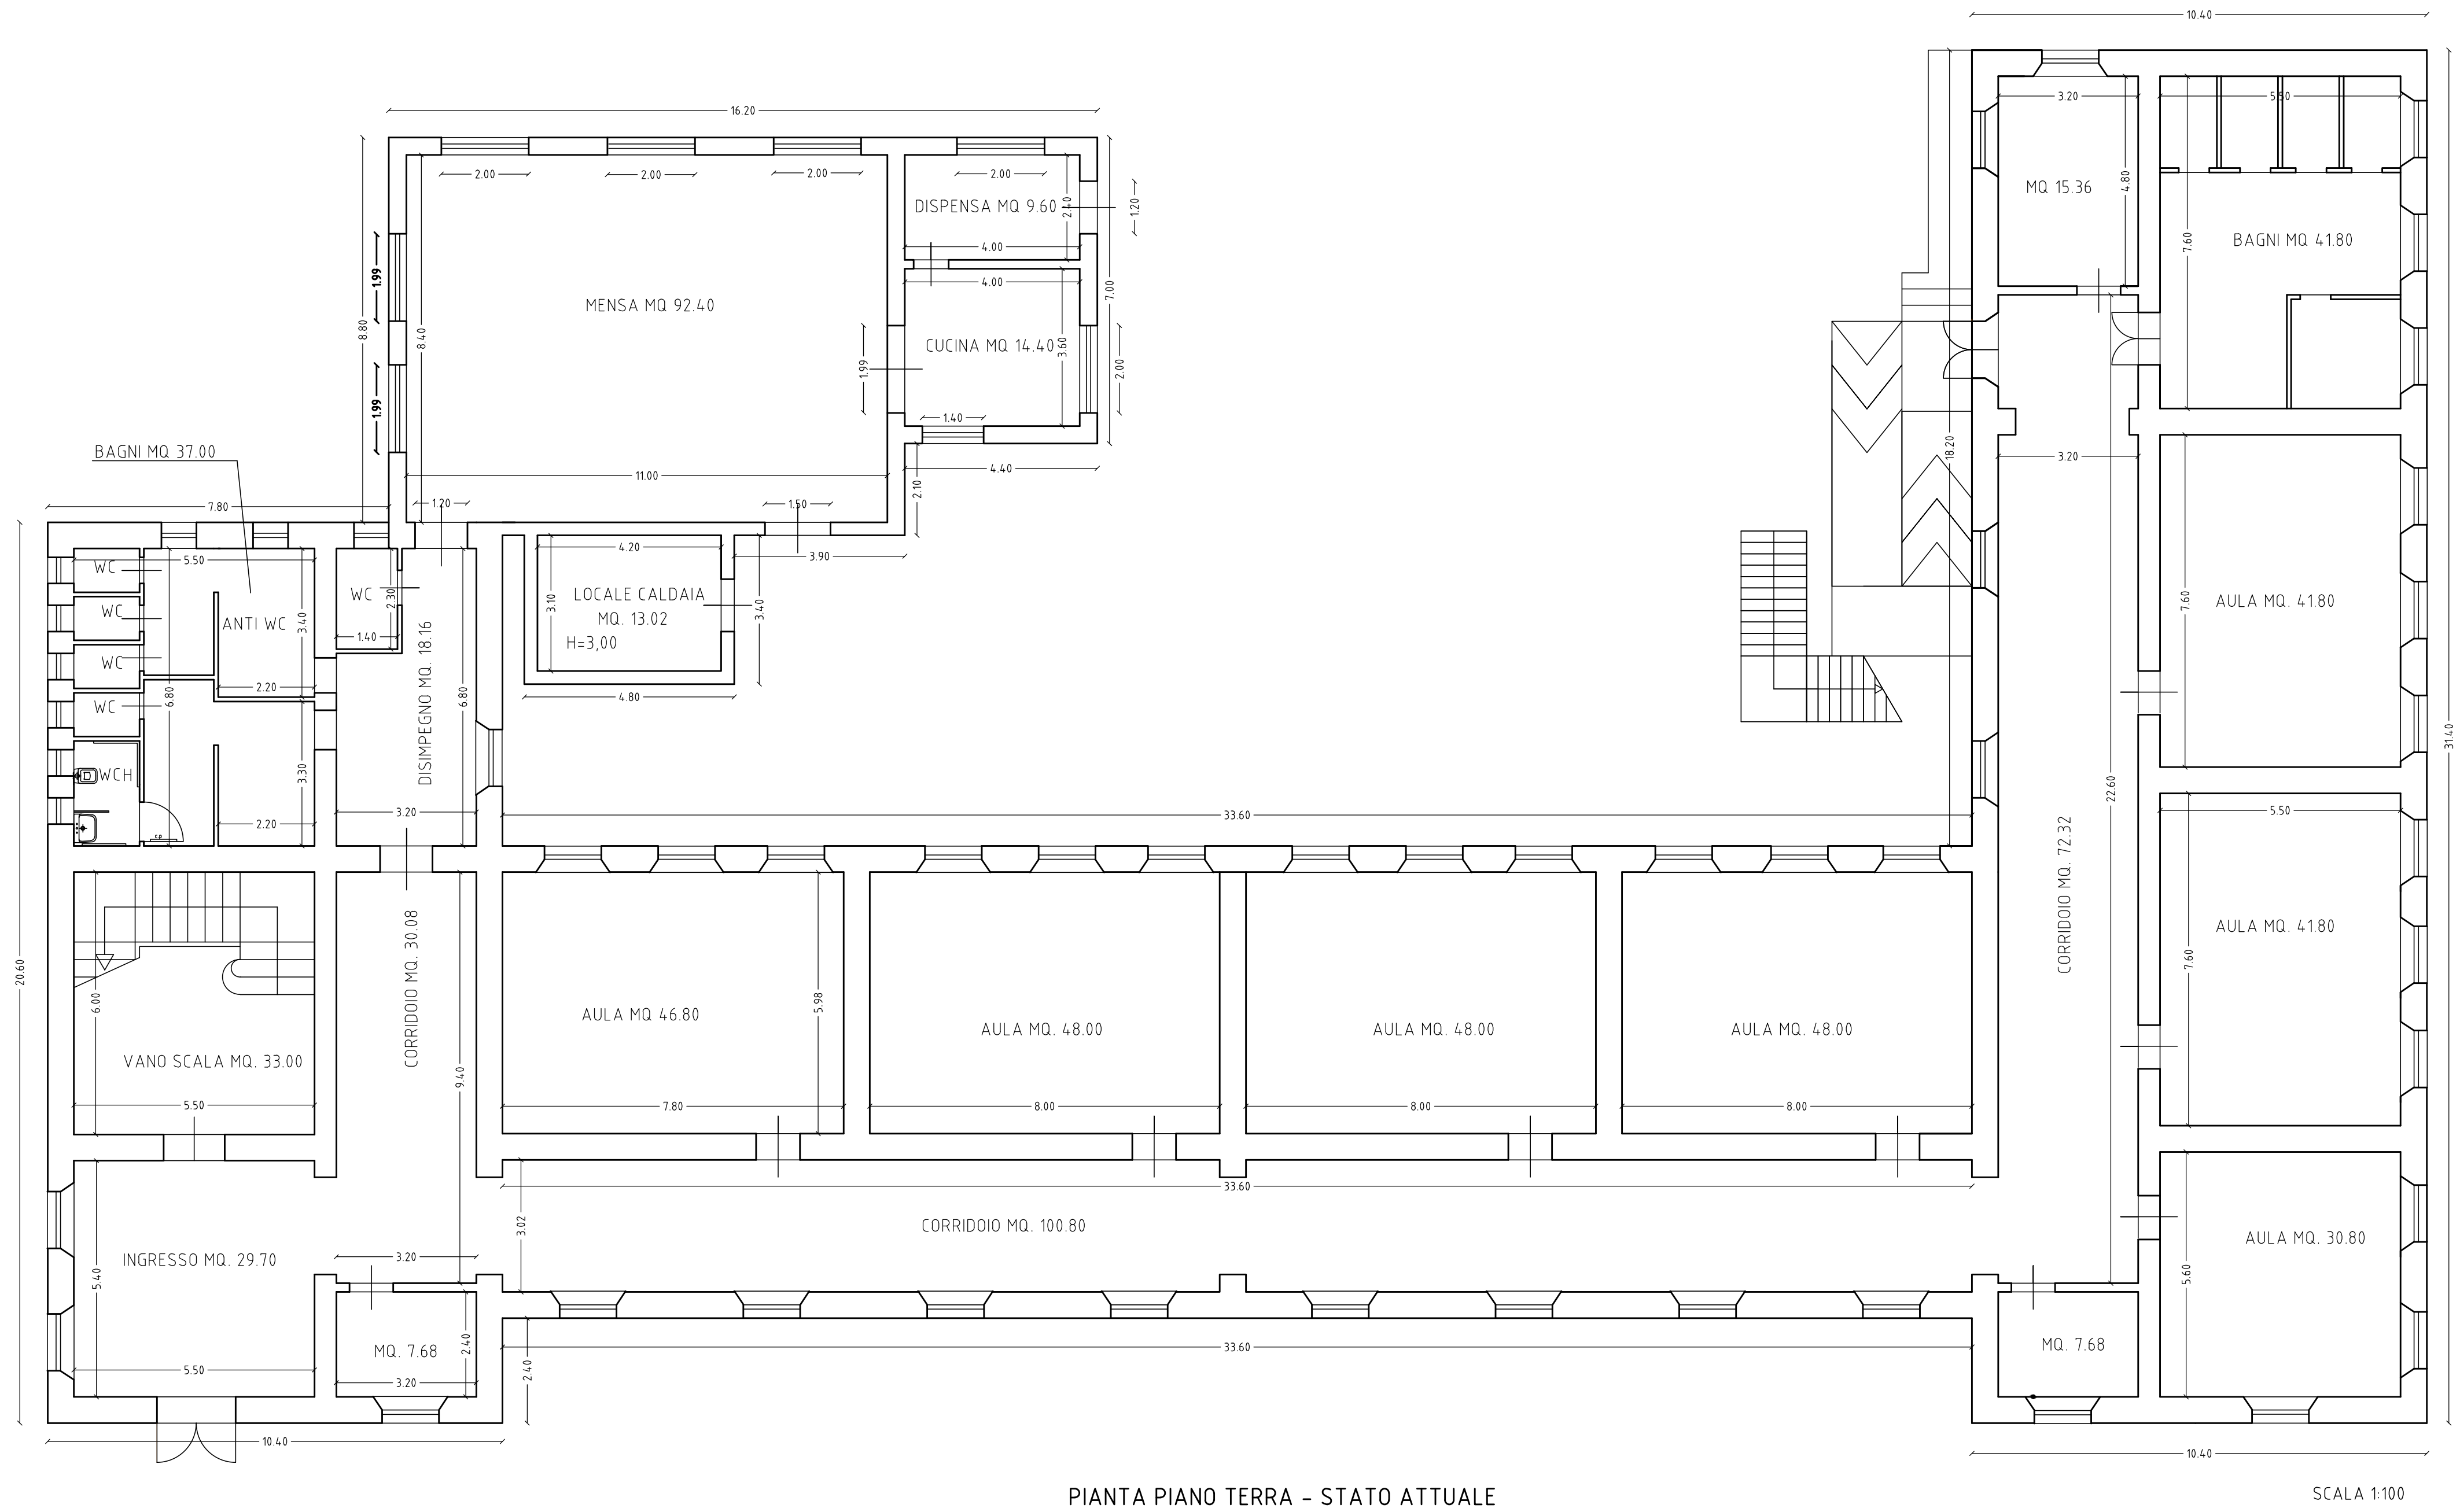 10.40
16.20
3.20
5.50
2.00
2.00
2.00
2.00
MQ 15.36
4.80
DISPENSA MQ 9.60
2.40
1.20
7.60
BAGNI MQ 41.80
4.00
1.99
4.00
7.00
MENSA MQ 92.40
8.80
8.40
CUCINA MQ 14.40
3.60
1.99
2.00
1.99
1.40
BAGNI MQ 37.00
18.20
3.20
4.40
11.00
2.10
7.80
1.20
1.50
4.20
3.90
WC
5.50
WC
2.30
LOCALE CALDAIA
MQ. 13.02
H=3,00
3.10
3.40
7.60
AULA MQ. 41.80
WC
ANTI WC
3.40
1.40
WC
DISIMPEGNO MQ. 18.16
6.80
6.80
2.20
4.80
WC
31.40
WCH
3.30
22.60
3.20
2.20
33.60
5.50
CORRIDOIO MQ. 72.32
7.60
AULA MQ. 41.80
20.60
6.00
CORRIDOIO MQ. 30.08
5.98
AULA MQ 46.80
AULA MQ. 48.00
AULA MQ. 48.00
AULA MQ. 48.00
VANO SCALA MQ. 33.00
9.40
5.50
7.80
8.00
8.00
8.00
33.60
3.02
CORRIDOIO MQ. 100.80
AULA MQ. 30.80
INGRESSO MQ. 29.70
3.20
5.40
5.60
MQ. 7.68
2.40
MQ. 7.68
33.60
5.50
3.20
2.40
10.40
10.40
PIANTA PIANO TERRA - STATO ATTUALE
SCALA 1:100